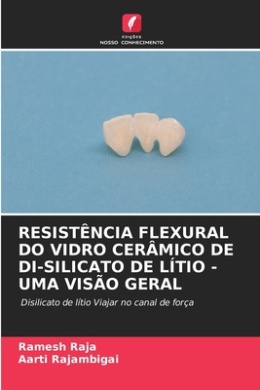 edições
NOSSO CONHECIMENTO
RESISTÊNCIA FLEXURAL
DO VIDRO CERÂMICO DE
DI-SILICATO DE LÍTIO -
UMA VISÃO GERAL
Disilicato de lítio Viajar no canal de força
Ramesh Raja
Aarti Rajambigai